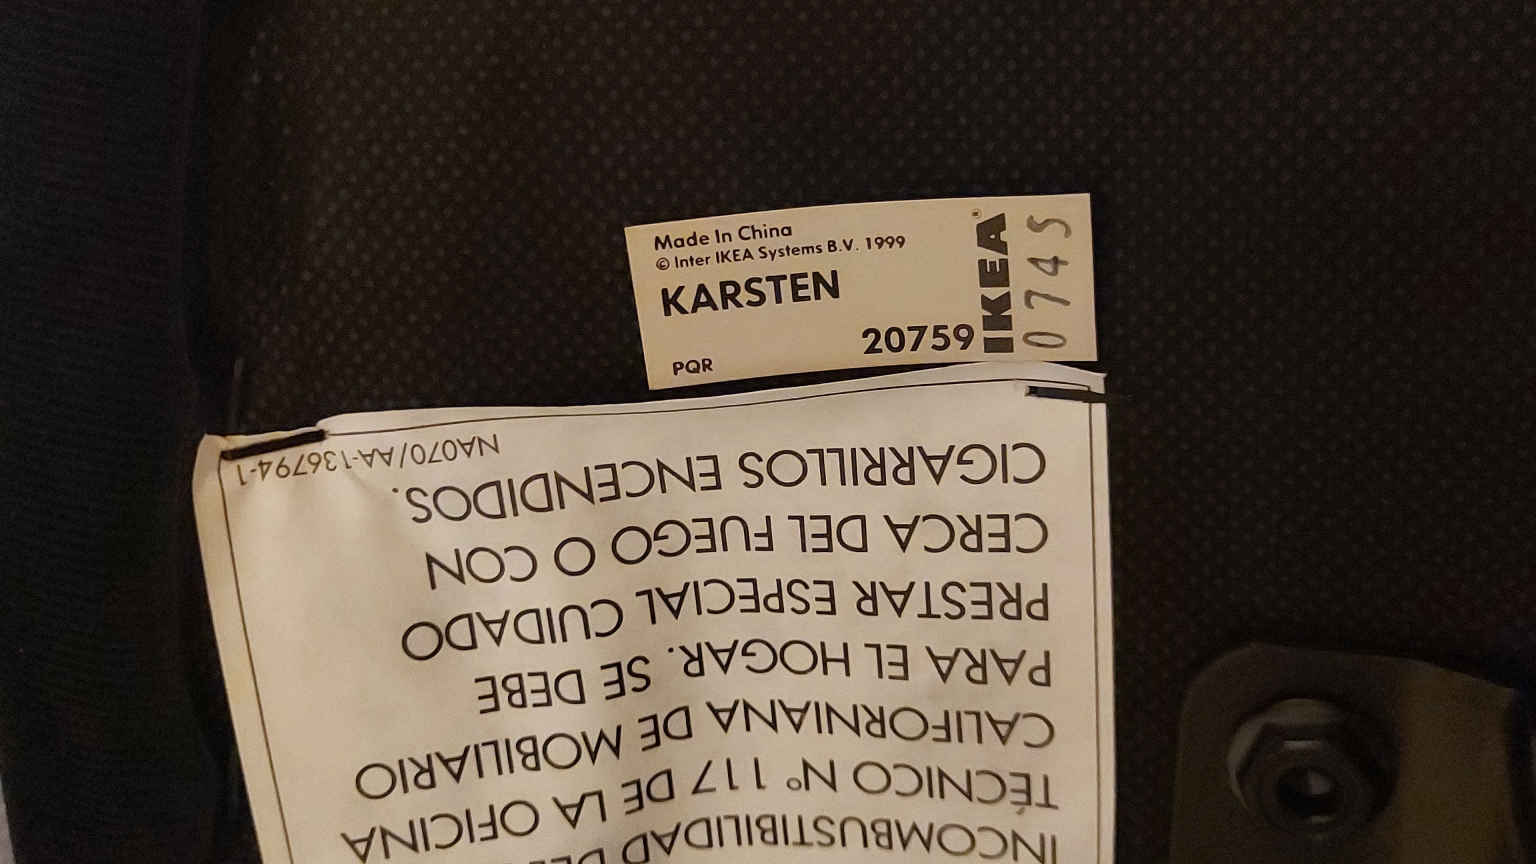 Made In China
© Inter IKEA Systems B.V. 1999
KARSTEN
20759
PQR
IKEA®
0745
INCOMBUSTIBILIDAD DEL
TÉCNICO Nº 117 DE LA OFICINA
CALIFORNIANA DE MOBILIARIO
PARA EL HOGAR. SE DEBE
PRESTAR ESPECIAL CUIDADO
CERCA DEL FUEGO O CON
CIGARRILLOS ENCENDIDOS.
NA070/AA-136794-1